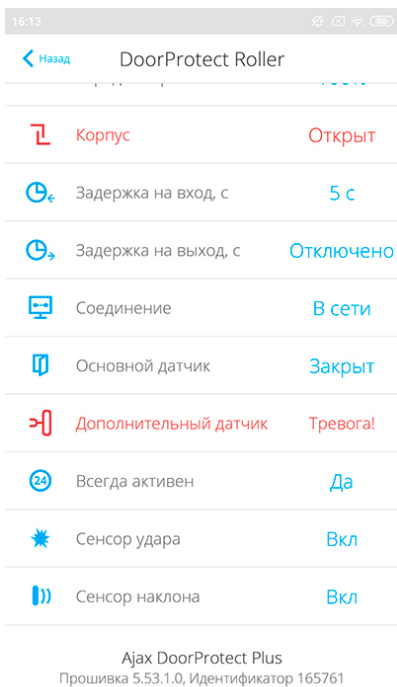 16:13
86
Назад
DoorProtect Roller
Корпус Открыт
Задержка на вход, с 5 с
Задержка на выход, с Отключено
Соединение В сети
Основной датчик Закрыт
Дополнительный датчик Тревога!
24 Всегда активен Да
Сенсор удара Вкл
Сенсор наклона Вкл
Ajax DoorProtect Plus
Прошивка 5.53.1.0, Идентификатор 165761